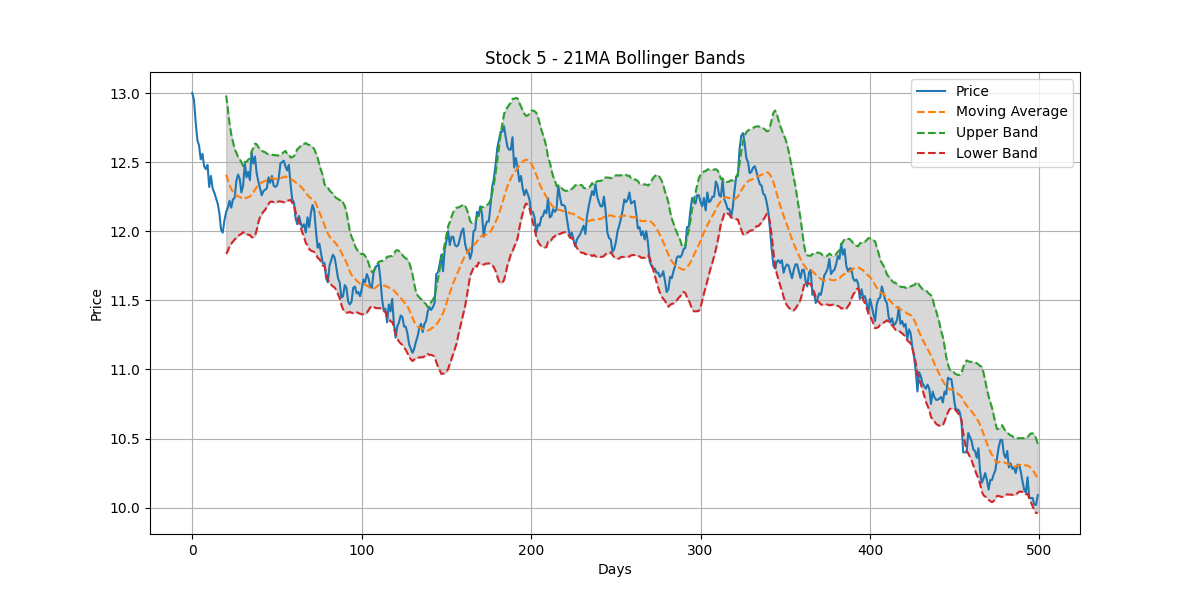 Stock 5 - 21MA Bollinger Bands
Price
Moving Average
Upper Band
Lower Band
13.0
12.5
12.0
11.5
11.0
10.5
10.0
Price
0 100 200 300 400 500
Days